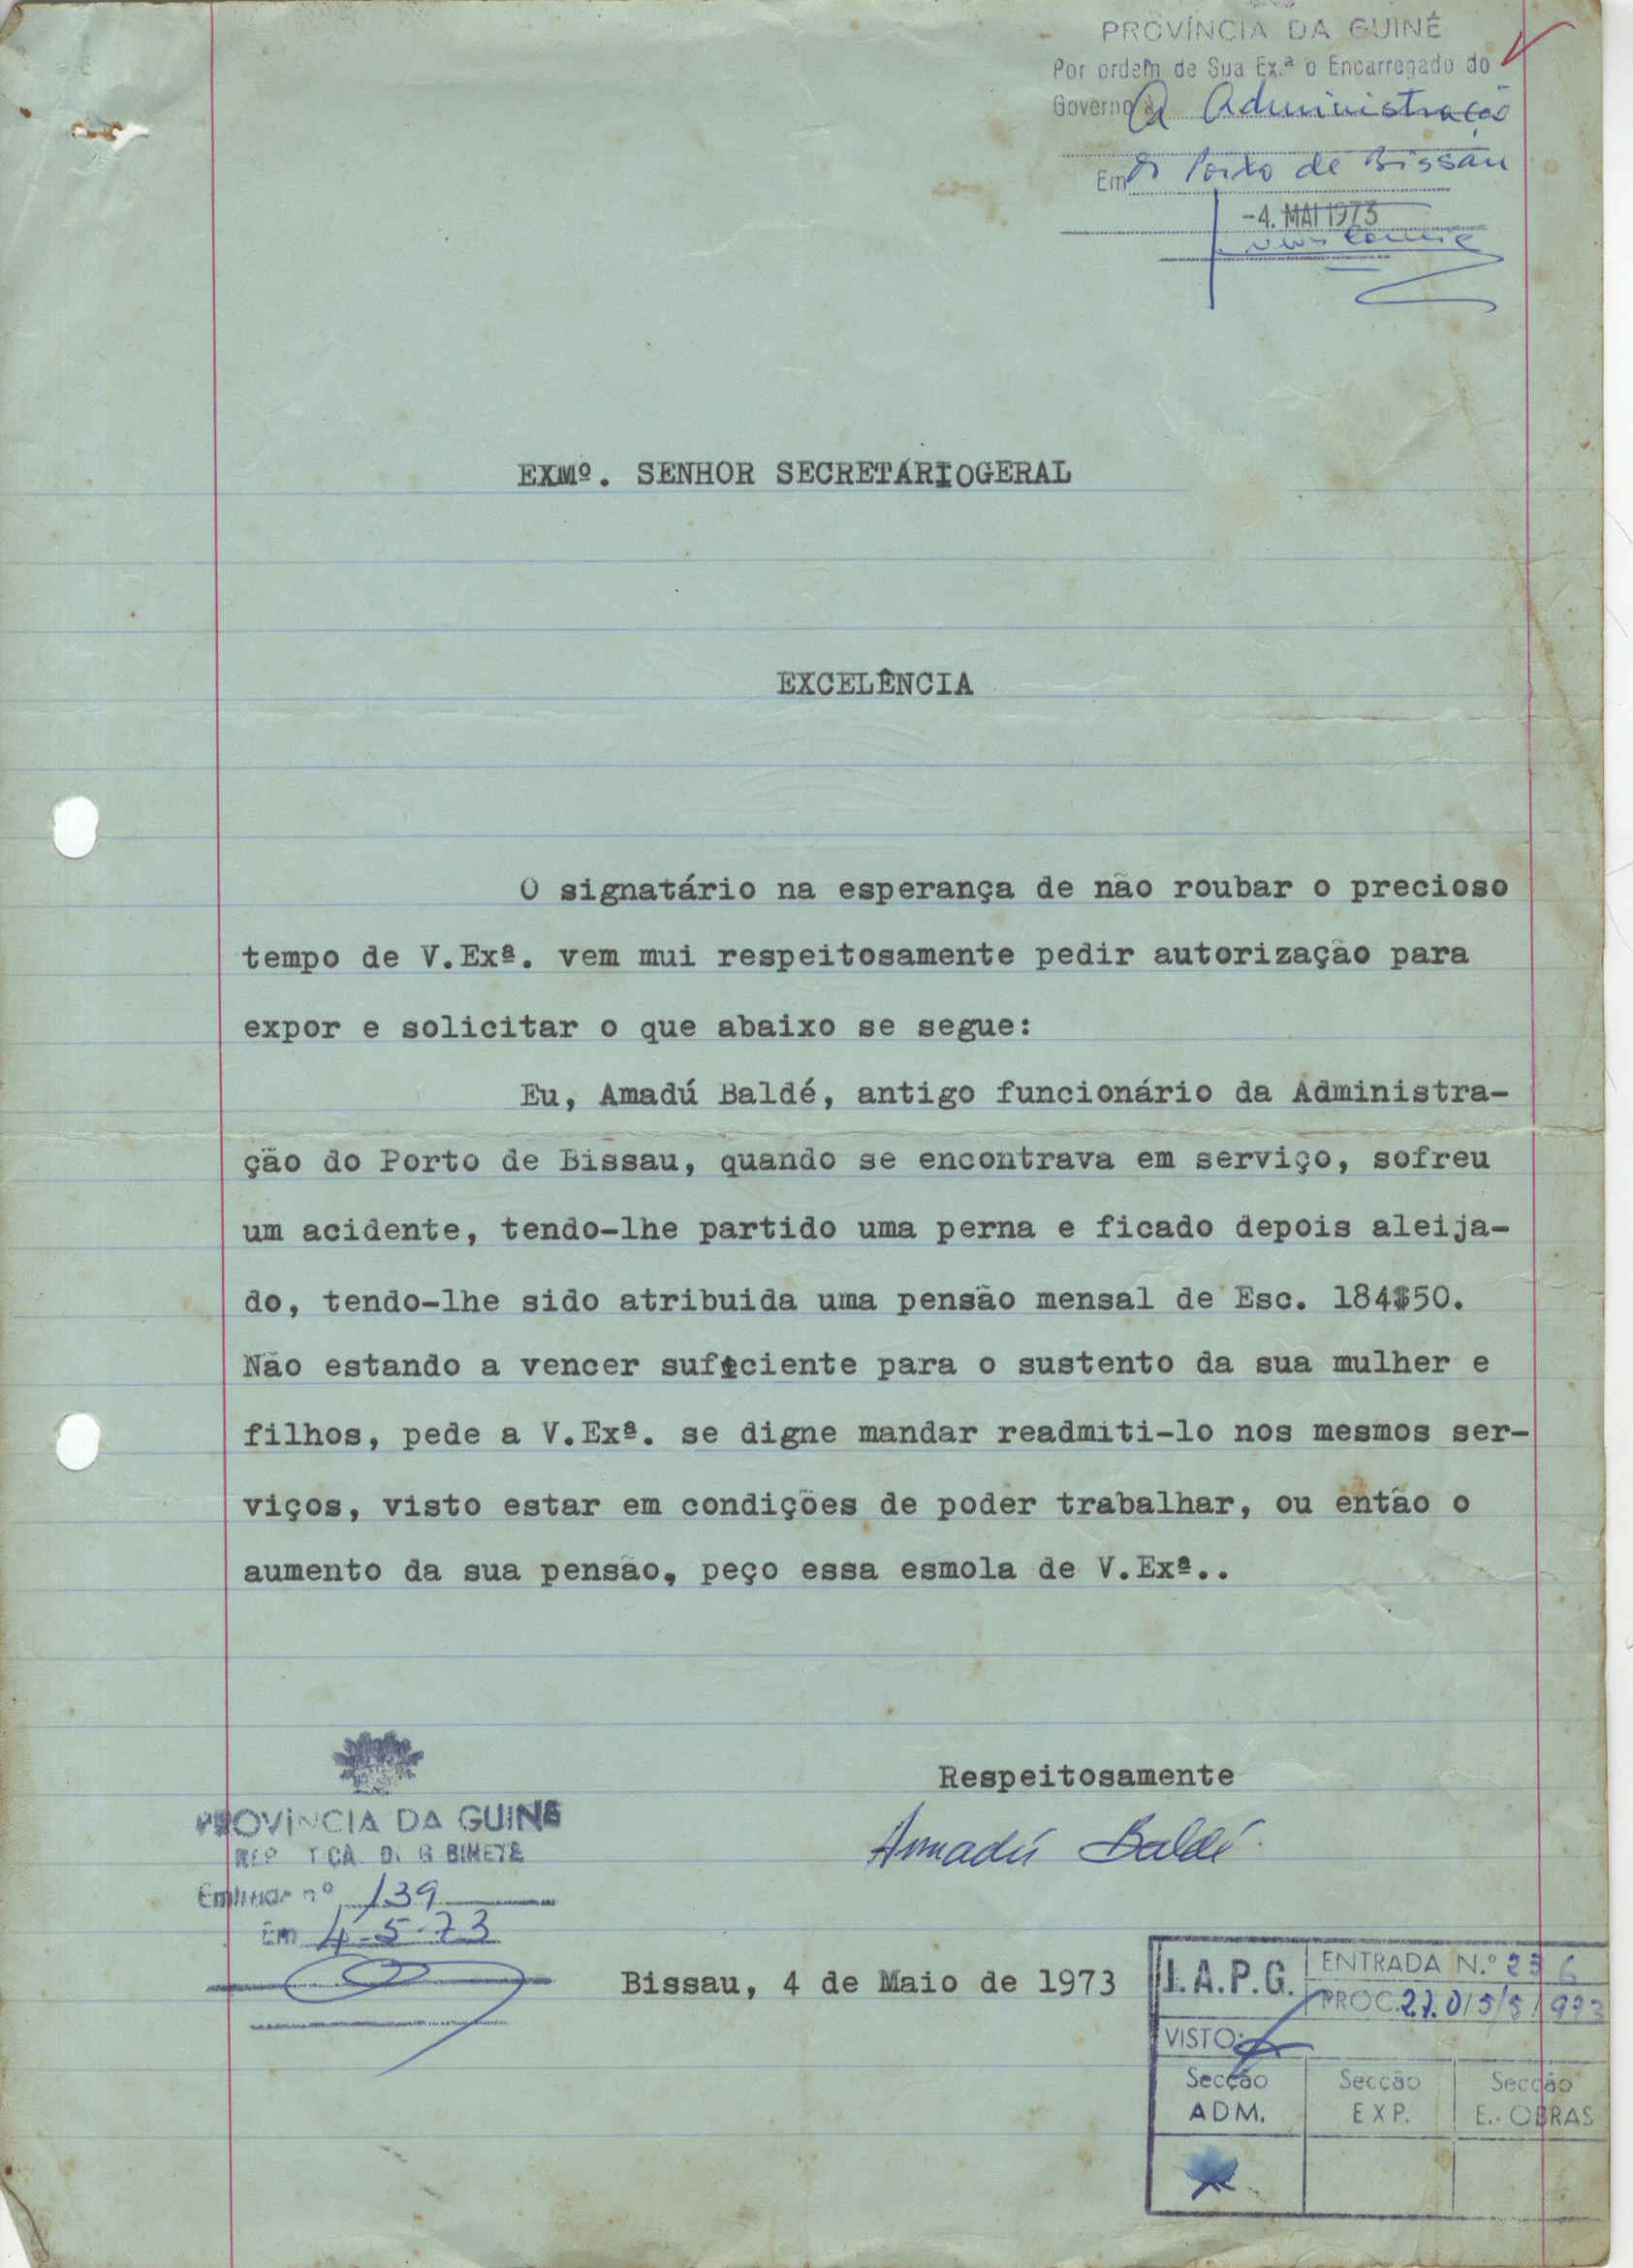 PROVÍNCIA DA GUINÉ
Por ordem de Sua Ex.ª o Encarregado do
Governo à Administração
Em do Porto de Bissau
-4. MAI 1973
EXMº. SENHOR SECRETÁRIOGERAL
EXCELÊNCIA
O signatário na esperança de não roubar o precioso
tempo de V.Exª. vem mui respeitosamente pedir autorização para
expor e solicitar o que abaixo se segue:
Eu, Amadú Baldé, antigo funcionário da Administra-
ção do Porto de Bissau, quando se encontrava em serviço, sofreu
um acidente, tendo-lhe partido uma perna e ficado depois aleija-
do, tendo-lhe sido atribuida uma pensão mensal de Esc. 184$50.
Não estando a vencer suficiente para o sustento da sua mulher e
filhos, pede a V.Exª. se digne mandar readmiti-lo nos mesmos ser-
viços, visto estar em condições de poder trabalhar, ou então o
aumento da sua pensão, peço essa esmola de V.Exª..
Respeitosamente
Amadú Baldé
PROVÍNCIA DA GUINÉ
Entrada nº 139
Em 4-5-73
Bissau, 4 de Maio de 1973
J.A.P.G.
ENTRADA N.º 236
PROC. 27.0/5/5/973
VISTO:
Secção ADM.
Secção EXP.
Secção E. OBRAS